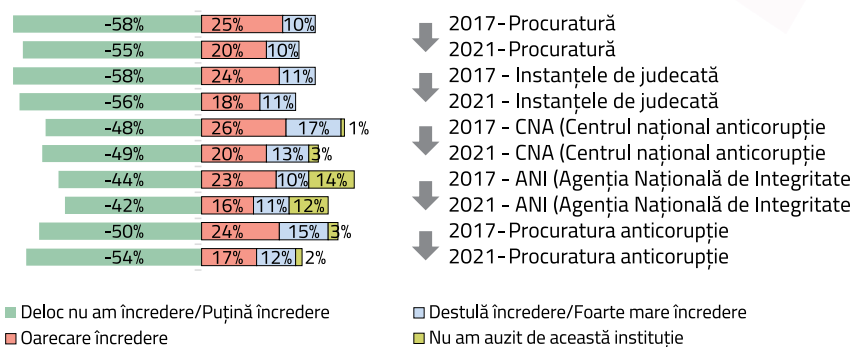 -58% 25% 10% 2017-Procuratură
-55% 20% 10% 2021-Procuratură
-58% 24% 11% 2017 - Instanțele de judecată
-56% 18% 11% 2021 - Instanțele de judecată
-48% 26% 17% 1% 2017 - CNA (Centrul național anticorupție
-49% 20% 13% 3% 2021 - CNA (Centrul național anticorupție
-44% 23% 10% 14% 2017 - ANI (Agenția Națională de Integritate
-42% 16% 11% 12% 2021 - ANI (Agenția Națională de Integritate
-50% 24% 15% 3% 2017-Procuratura anticorupție
-54% 17% 12% 2% 2021-Procuratura anticorupție
Deloc nu am încredere/Puțină încredere Destulă încredere/Foarte mare încredere
Oarecare încredere Nu am auzit de această instituție